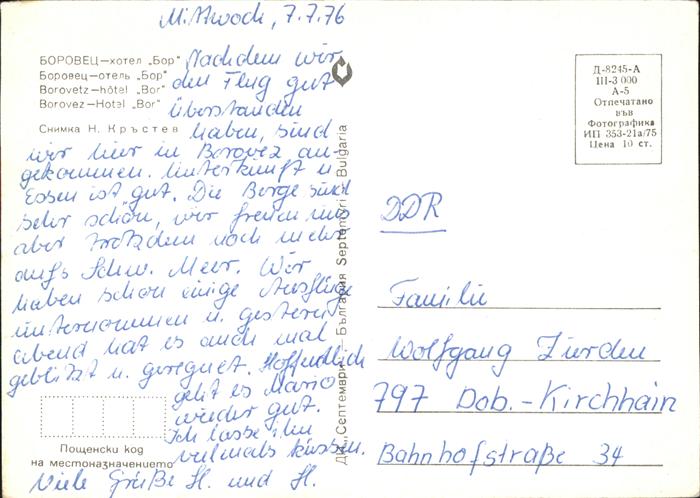 Mittwoch, 7.7.76
БОРОВЕЦ—хотел „Бор"
Боровец—отель „Бор"
Borovetz—hôtel "Bor"
Borovez—Hotel „Bor"
Снимка Н. Кръстев
Nachdem wir
den Flug gut
überstanden
haben, sind
wir hier in Borovez an-
gekommen. Unterkunft u.
Essen ist gut. Die Berge sind
sehr schön, wir freuen uns
aber trotzdem noch mehr
aufs Schw. Meer. Wir
haben schon einige Ausflüge
unternommen u. gestern
abend hat es auch mal
geblitzt u. geregnet. Hoffentlich
geht es Mario
wieder gut.
Ich lasse ihn
vielmals küssen.
Viele Grüße H. und H.
Пощенски код
на местоназначението
ДП „Септември" България Septemvri Bulgaria
Д-8245-А
III-3 000
А-5
Отпечатано
във
Фотографика
ИП 353-21а/75
Цена 10 ст.
DDR
Familie
Wolfgang Zierden
797 Dob.-Kirchhain
Bahnhofstraße 34